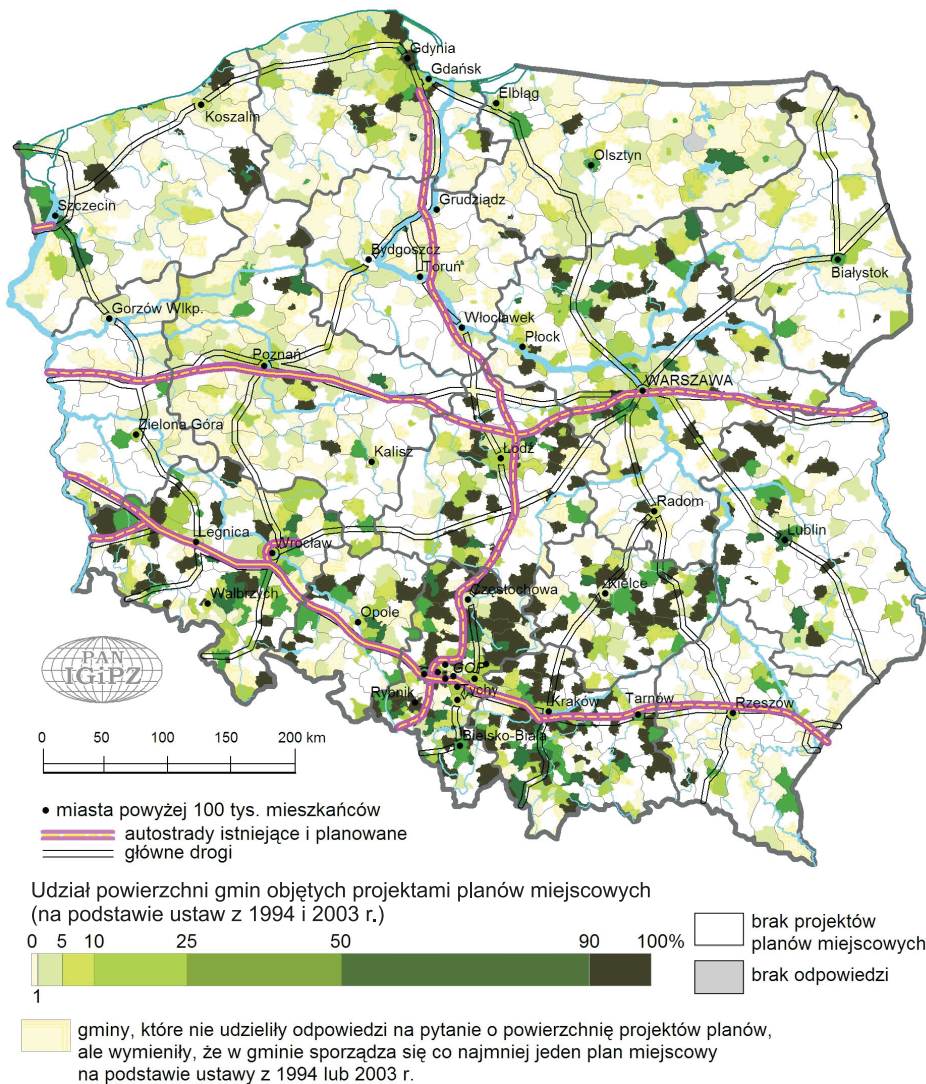 Gdynia
Gdańsk
Elbląg
Koszalin
Olsztyn
Szczecin
Grudziądz
Bydgoszcz
Toruń
Białystok
Gorzów Wlkp.
Włocławek
Płock
Poznań
WARSZAWA
Zielona Góra
Kalisz
Łódź
Radom
Legnica
Wrocław
Lublin
Wałbrzych
Częstochowa
Kielce
Opole
GOP
Rybnik
Tychy
Kraków
Tarnów
Rzeszów
Bielsko-Biała
PAN
IGiPZ
0 50 100 150 200 km
miasta powyżej 100 tys. mieszkańców
autostrady istniejące i planowane
główne drogi
Udział powierzchni gmin objętych projektami planów miejscowych
(na podstawie ustaw z 1994 i 2003 r.)
0 5 10 25 50 90 100%
1
brak projektów
planów miejscowych
brak odpowiedzi
gminy, które nie udzieliły odpowiedzi na pytanie o powierzchnię projektów planów,
ale wymieniły, że w gminie sporządza się co najmniej jeden plan miejscowy
na podstawie ustawy z 1994 lub 2003 r.